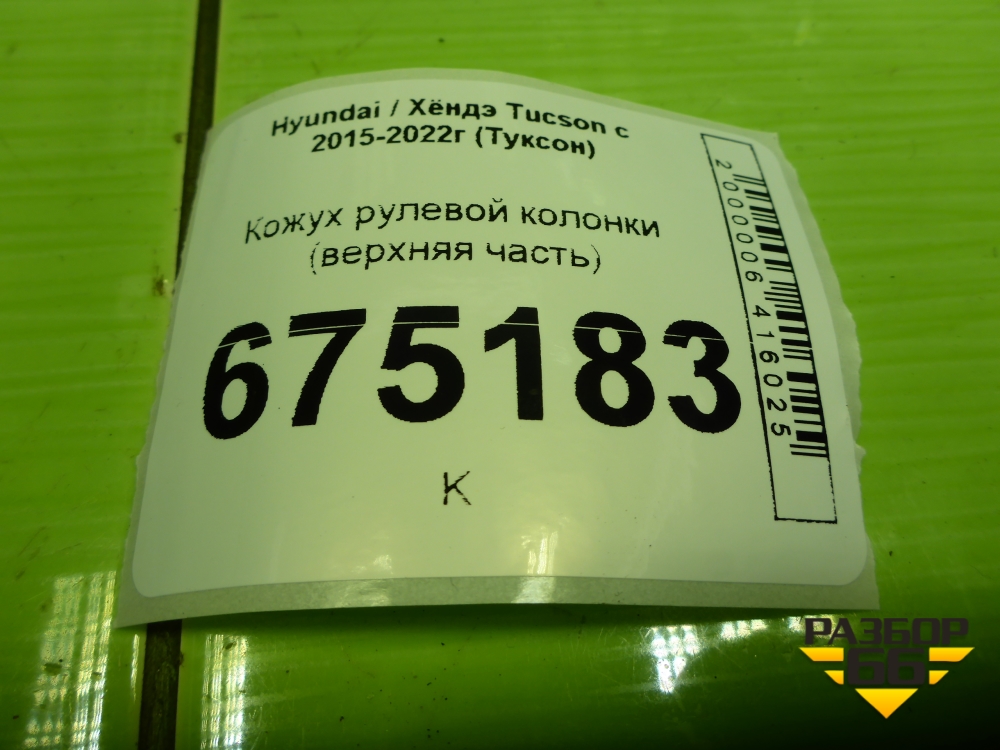 Hyundai / Хёндэ Tucson с
2015-2022г (Туксон)
Кожух рулевой колонки
(верхняя часть)
675183
К
2000006416025
РАЗБОР
66